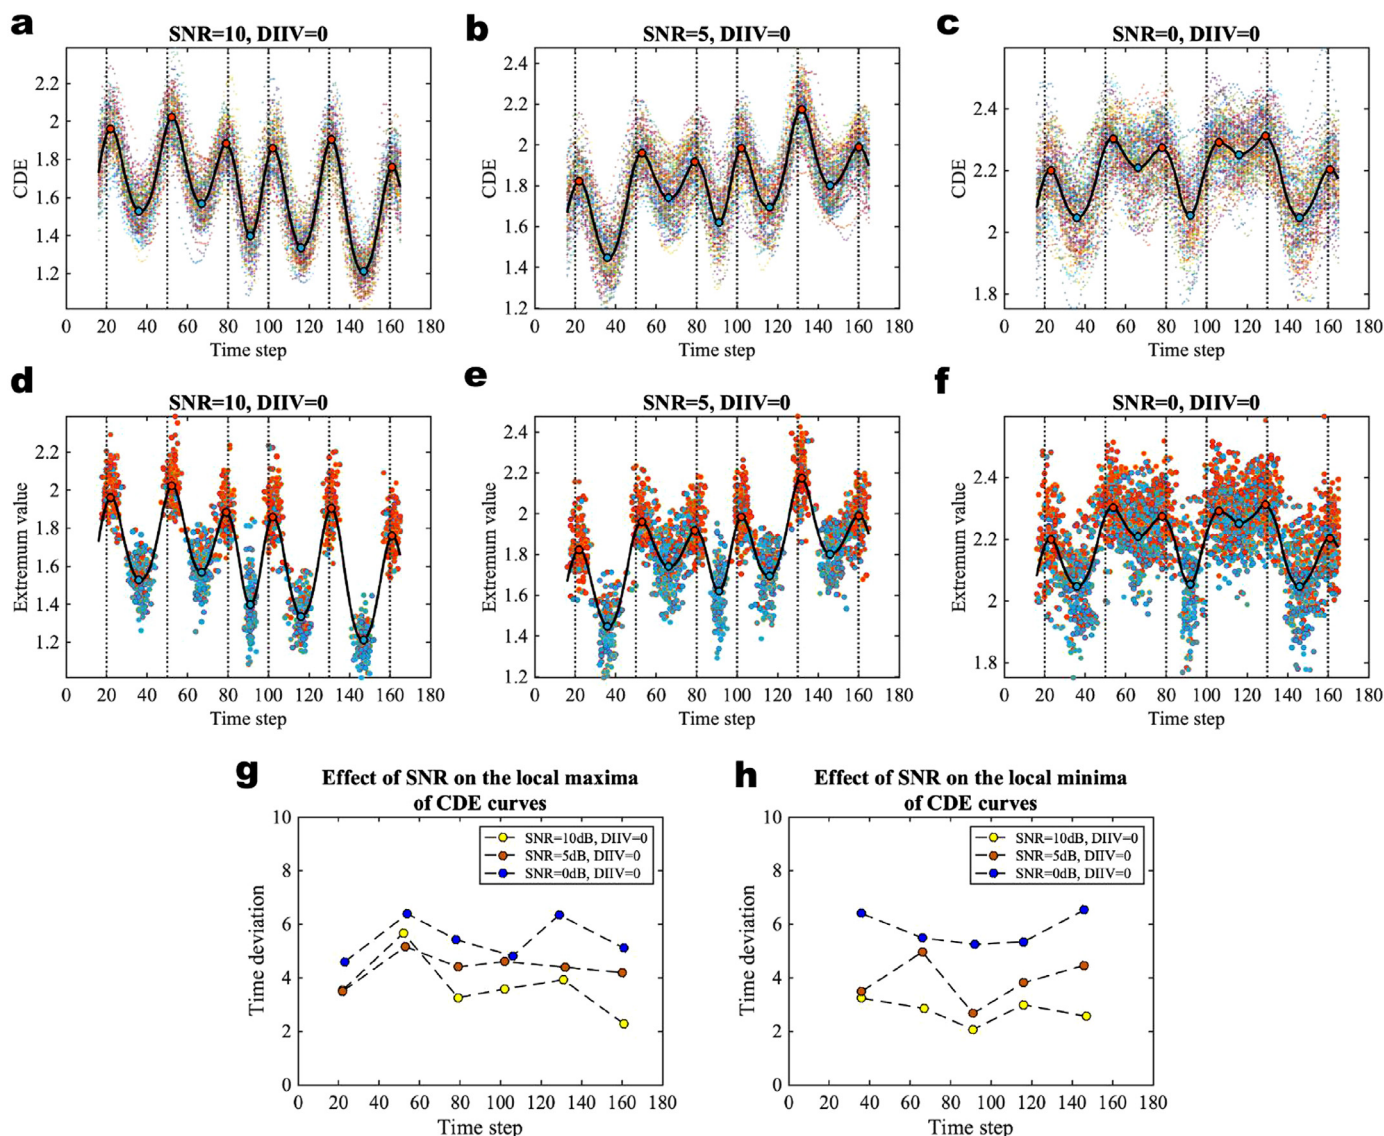 a
SNR=10, DIIV=0
CDE
2.2
2
1.8
1.6
1.4
1.2
0 20 40 60 80 100 120 140 160 180
Time step
b
SNR=5, DIIV=0
CDE
2.4
2.2
2
1.8
1.6
1.4
1.2
0 20 40 60 80 100 120 140 160 180
Time step
c
SNR=0, DIIV=0
CDE
2.4
2.2
2
1.8
0 20 40 60 80 100 120 140 160 180
Time step
d
SNR=10, DIIV=0
Extremum value
2.2
2
1.8
1.6
1.4
1.2
0 20 40 60 80 100 120 140 160 180
Time step
e
SNR=5, DIIV=0
Extremum value
2.4
2.2
2
1.8
1.6
1.4
1.2
0 20 40 60 80 100 120 140 160 180
Time step
f
SNR=0, DIIV=0
Extremum value
2.4
2.2
2
1.8
0 20 40 60 80 100 120 140 160 180
Time step
g
Effect of SNR on the local maxima
of CDE curves
SNR=10dB, DIIV=0
SNR=5dB, DIIV=0
SNR=0dB, DIIV=0
Time deviation
10
8
6
4
2
0
0 20 40 60 80 100 120 140 160 180
Time step
h
Effect of SNR on the local minima
of CDE curves
SNR=10dB, DIIV=0
SNR=5dB, DIIV=0
SNR=0dB, DIIV=0
Time deviation
10
8
6
4
2
0
0 20 40 60 80 100 120 140 160 180
Time step